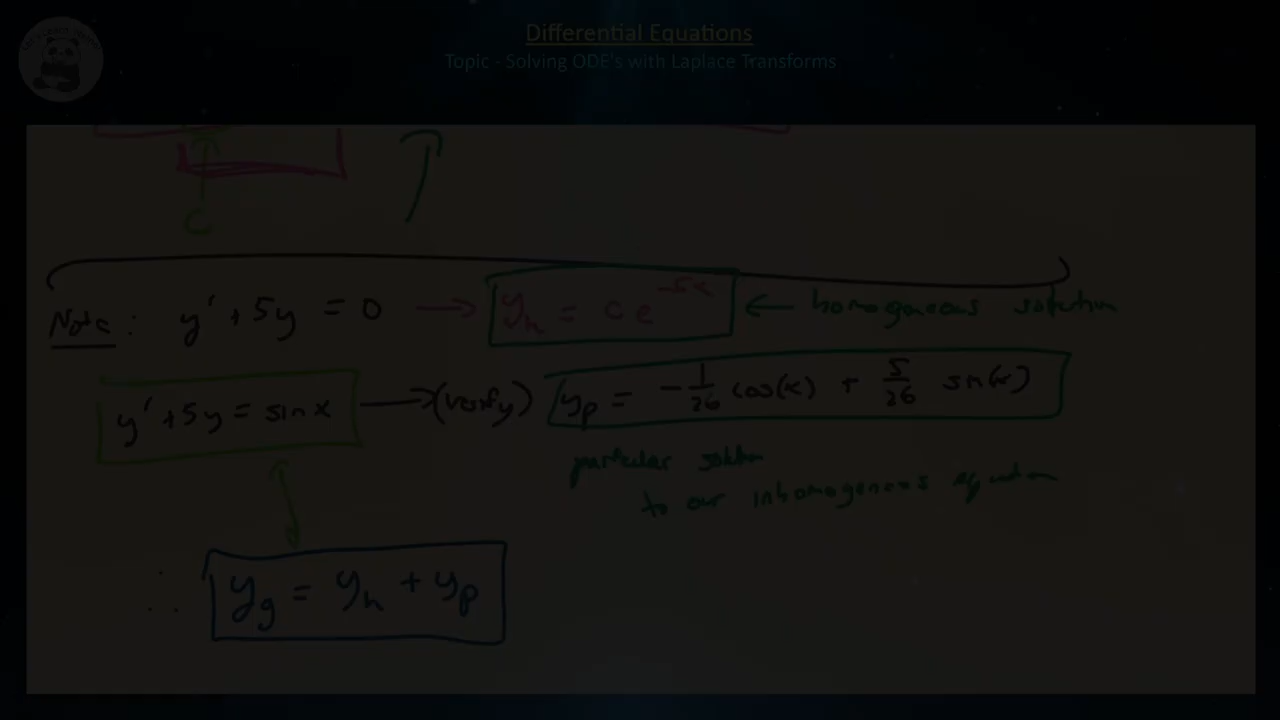 Differential Equations
Topic - Solving ODE's with Laplace Transforms
C
Note: y' + 5y = 0 → y_h = c e^{-5x} ← homogeneous solution
y' + 5y = sin x → (verify) y_p = -1/26 cos(x) + 5/26 sin(x)
particular solution
to our inhomogeneous equation
∴ y_g = y_h + y_p